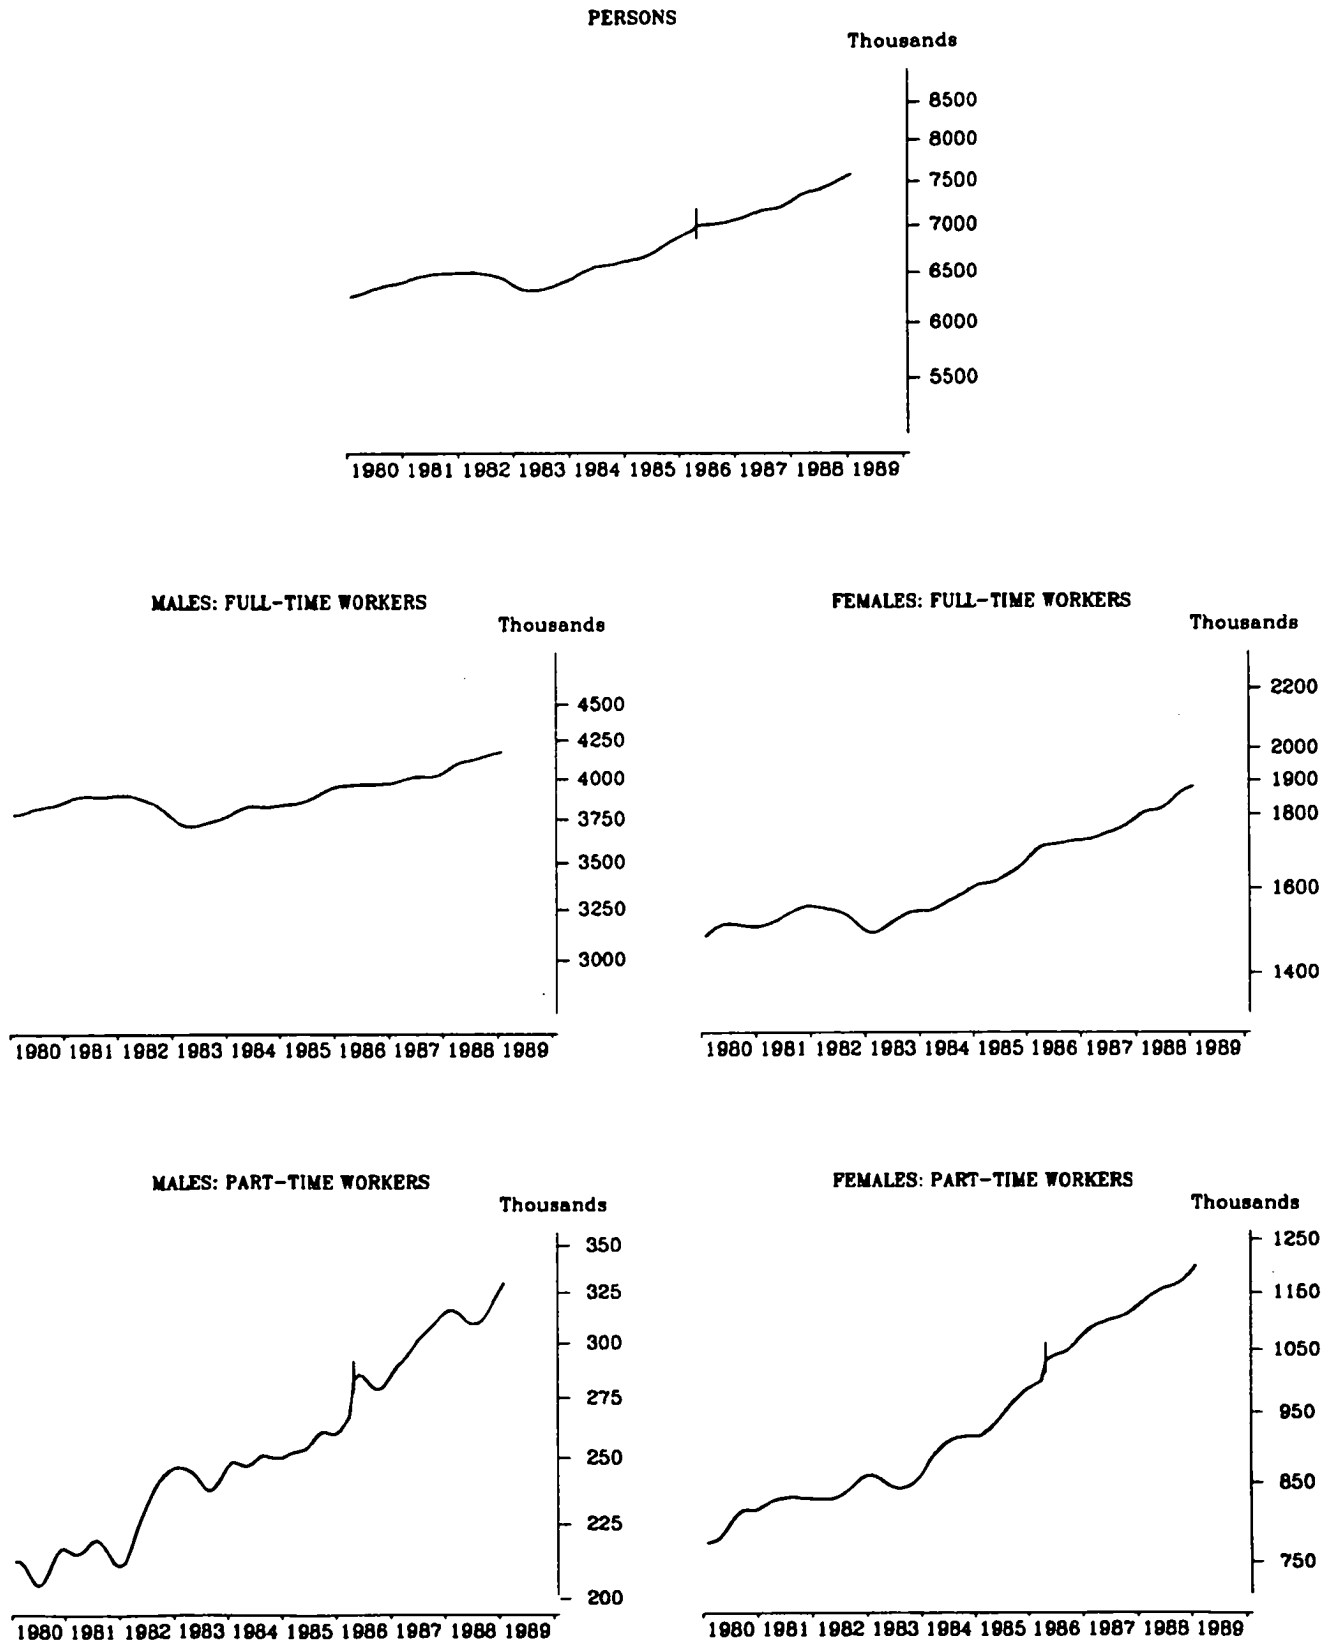 PERSONS
Thousands
8500
8000
7500
7000
6500
6000
5500
1980 1981 1982 1983 1984 1985 1986 1987 1988 1989
MALES: FULL-TIME WORKERS
Thousands
4500
4250
4000
3750
3500
3250
3000
1980 1981 1982 1983 1984 1985 1986 1987 1988 1989
FEMALES: FULL-TIME WORKERS
Thousands
2200
2000
1900
1800
1600
1400
1980 1981 1982 1983 1984 1985 1986 1987 1988 1989
MALES: PART-TIME WORKERS
Thousands
350
325
300
275
250
225
200
1980 1981 1982 1983 1984 1985 1986 1987 1988 1989
FEMALES: PART-TIME WORKERS
Thousands
1250
1150
1050
950
850
750
1980 1981 1982 1983 1984 1985 1986 1987 1988 1989